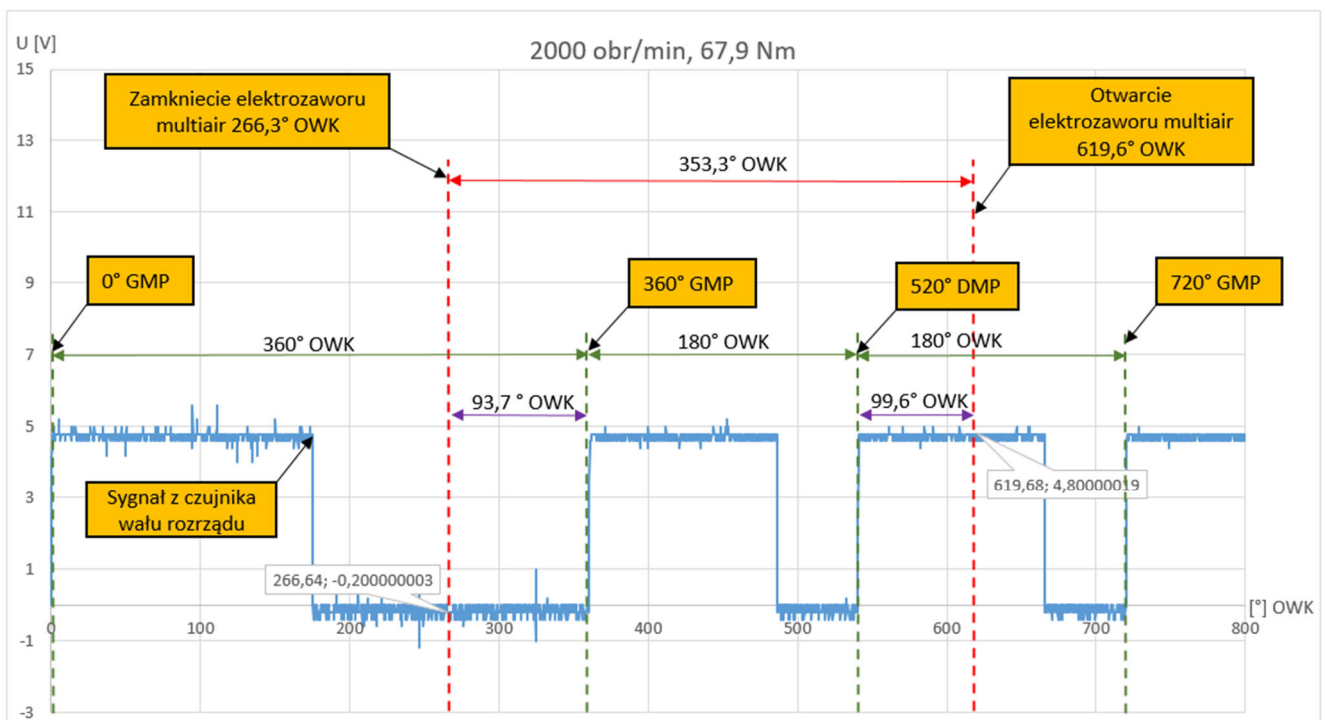 U [V]
2000 obr/min, 67,9 Nm
15
Zamkniecie elektrozaworu
multiair 266,3° OWK
Otwarcie
elektrozaworu multiair
619,6° OWK
13
353,3° OWK
11
9
0° GMP
360° GMP
520° DMP
720° GMP
7
360° OWK
180° OWK
180° OWK
93,7 ° OWK
99,6° OWK
5
619,68; 4,80000019
3
Sygnał z czujnika
wału rozrządu
1
266,64; -0,200000003
[°] OWK
0
100
200
300
400
500
600
700
800
-1
-3